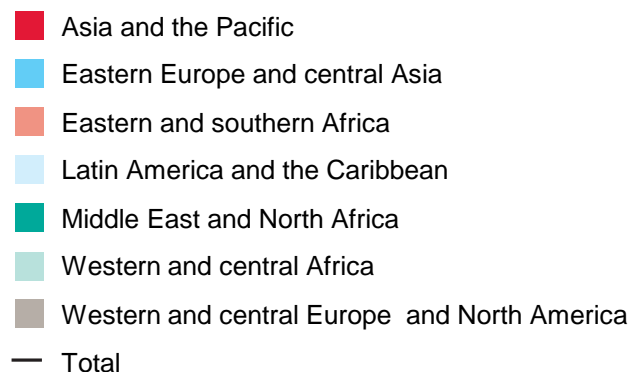 Asia and the Pacific
Eastern Europe and central Asia
Eastern and southern Africa
Latin America and the Caribbean
Middle East and North Africa
Western and central Africa
Western and central Europe  and North America
Total